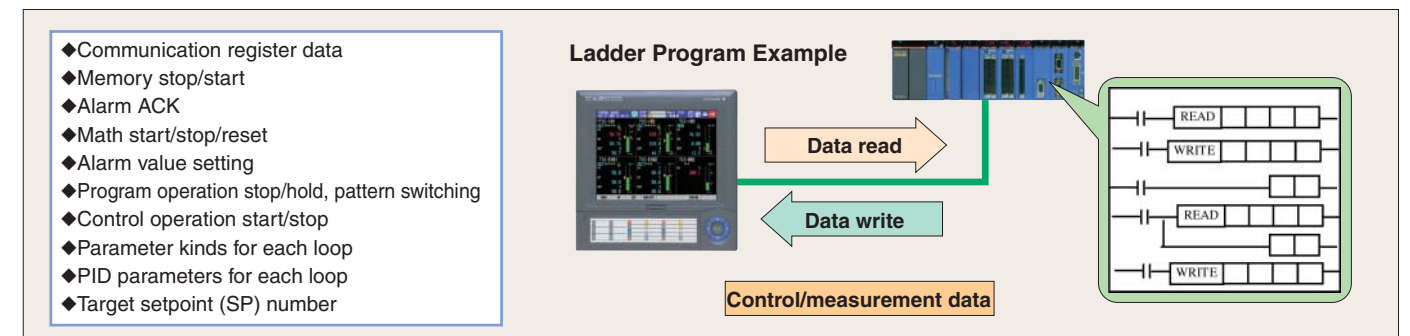 ◆Communication register data
◆Memory stop/start
◆Alarm ACK
◆Math start/stop/reset
◆Alarm value setting
◆Program operation stop/hold, pattern switching
◆Control operation start/stop
◆Parameter kinds for each loop
◆PID parameters for each loop
◆Target setpoint (SP) number
Ladder Program Example
Data read
Data write
Control/measurement data
READ
WRITE
READ
WRITE